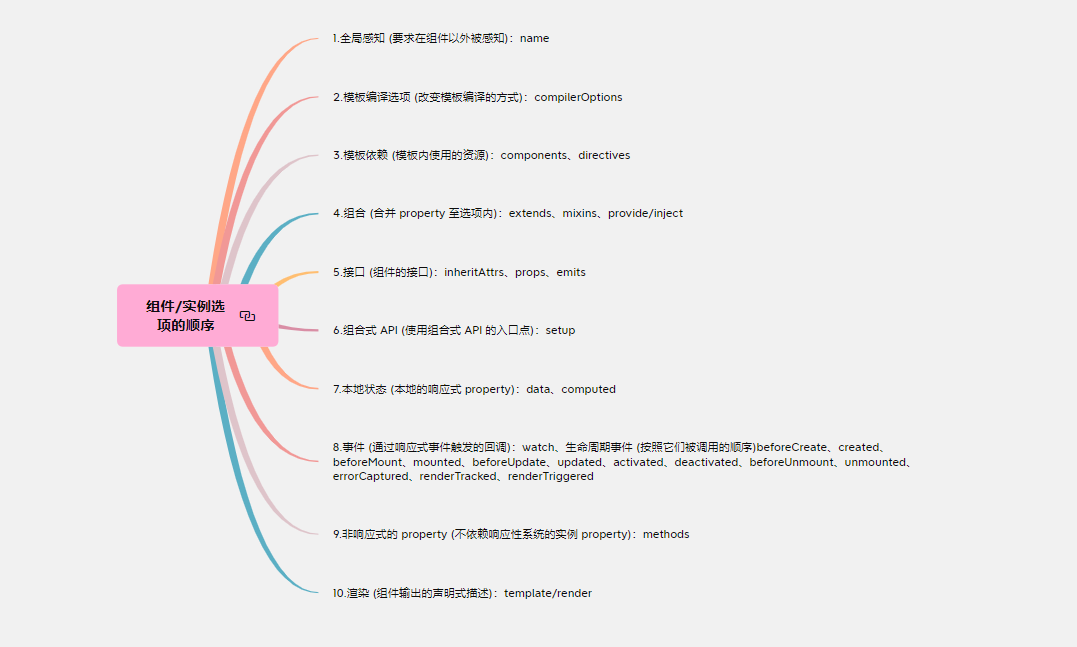 1.全局感知 (要求在组件以外被感知)：name
2.模板编译选项 (改变模板编译的方式)：compilerOptions
3.模板依赖 (模板内使用的资源)：components、directives
4.组合 (合并 property 至选项内)：extends、mixins、provide/inject
5.接口 (组件的接口)：inheritAttrs、props、emits
组件/实例选
项的顺序
6.组合式 API (使用组合式 API 的入口点)：setup
7.本地状态 (本地的响应式 property)：data、computed
8.事件 (通过响应式事件触发的回调)：watch、生命周期事件 (按照它们被调用的顺序)beforeCreate、created、
beforeMount、mounted、beforeUpdate、updated、activated、deactivated、beforeUnmount、unmounted、
errorCaptured、renderTracked、renderTriggered
9.非响应式的 property (不依赖响应性系统的实例 property)：methods
10.渲染 (组件输出的声明式描述)：template/render